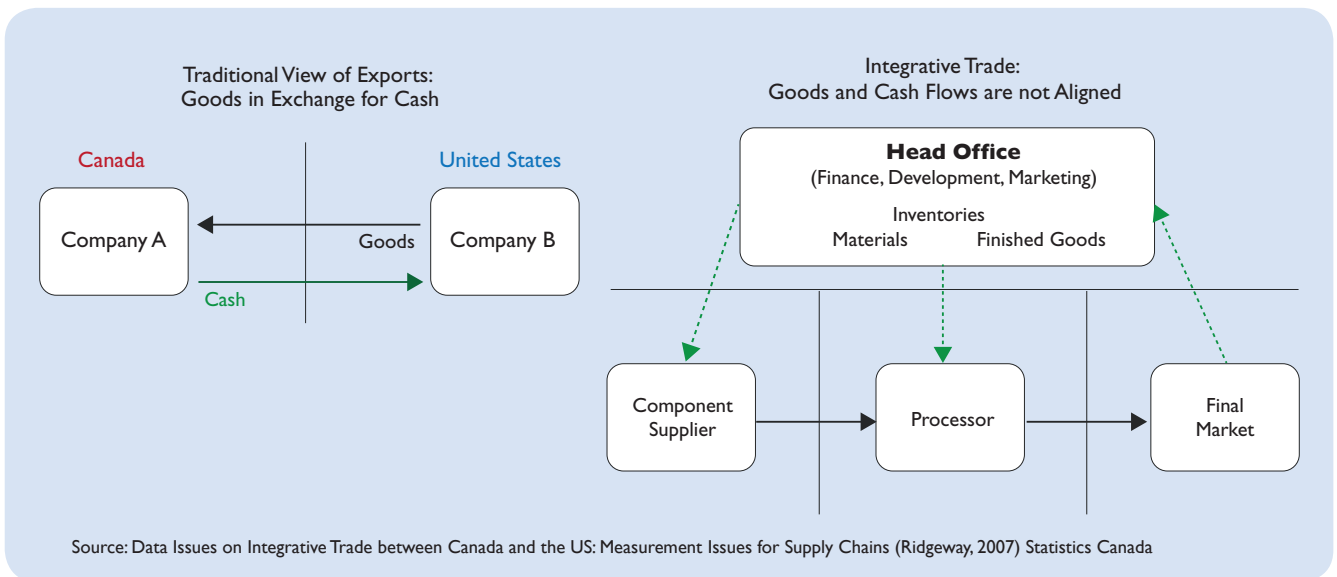 Traditional View of Exports:
Goods in Exchange for Cash
Canada
United States
Company A
Goods
Company B
Cash
Integrative Trade:
Goods and Cash Flows are not Aligned
Head Office
(Finance, Development, Marketing)
Inventories
Materials
Finished Goods
Component
Supplier
Processor
Final
Market
Source: Data Issues on Integrative Trade between Canada and the US: Measurement Issues for Supply Chains (Ridgeway, 2007) Statistics Canada